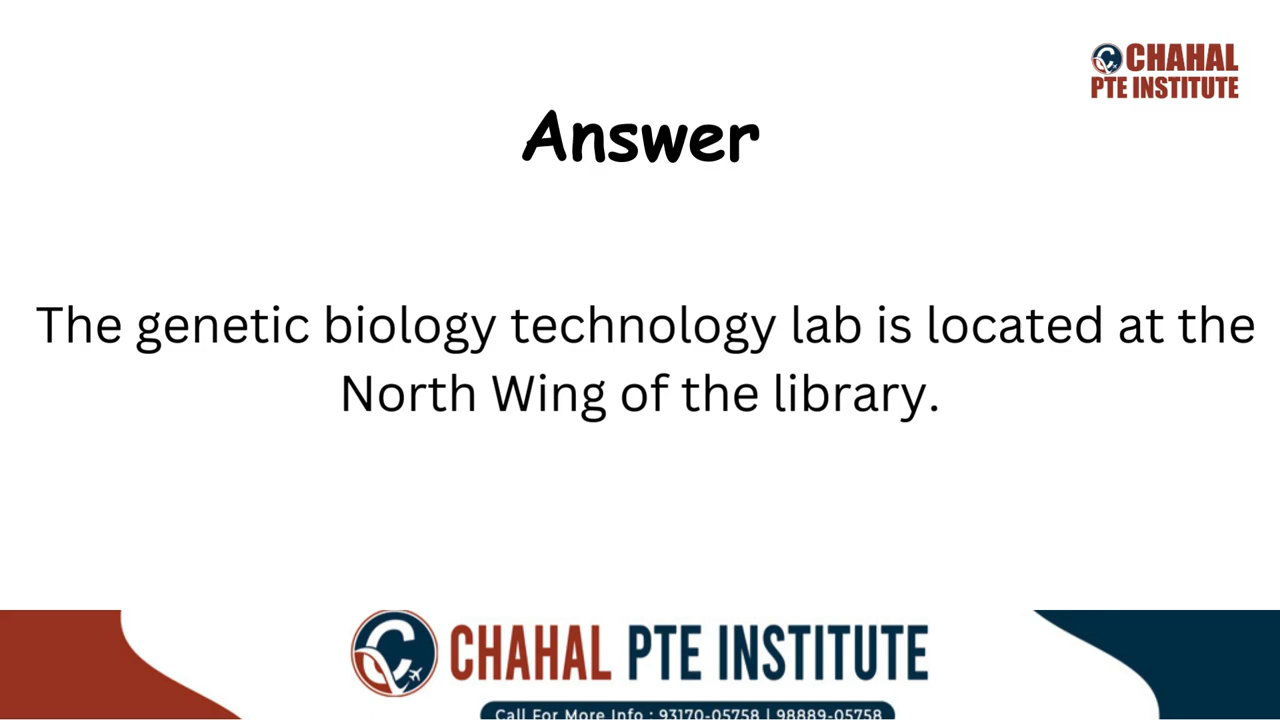 CHAHAL
PTE INSTITUTE
Answer
The genetic biology technology lab is located at the
North Wing of the library.
CHAHAL PTE INSTITUTE
Call For More Info : 93170-05758 | 98889-05758